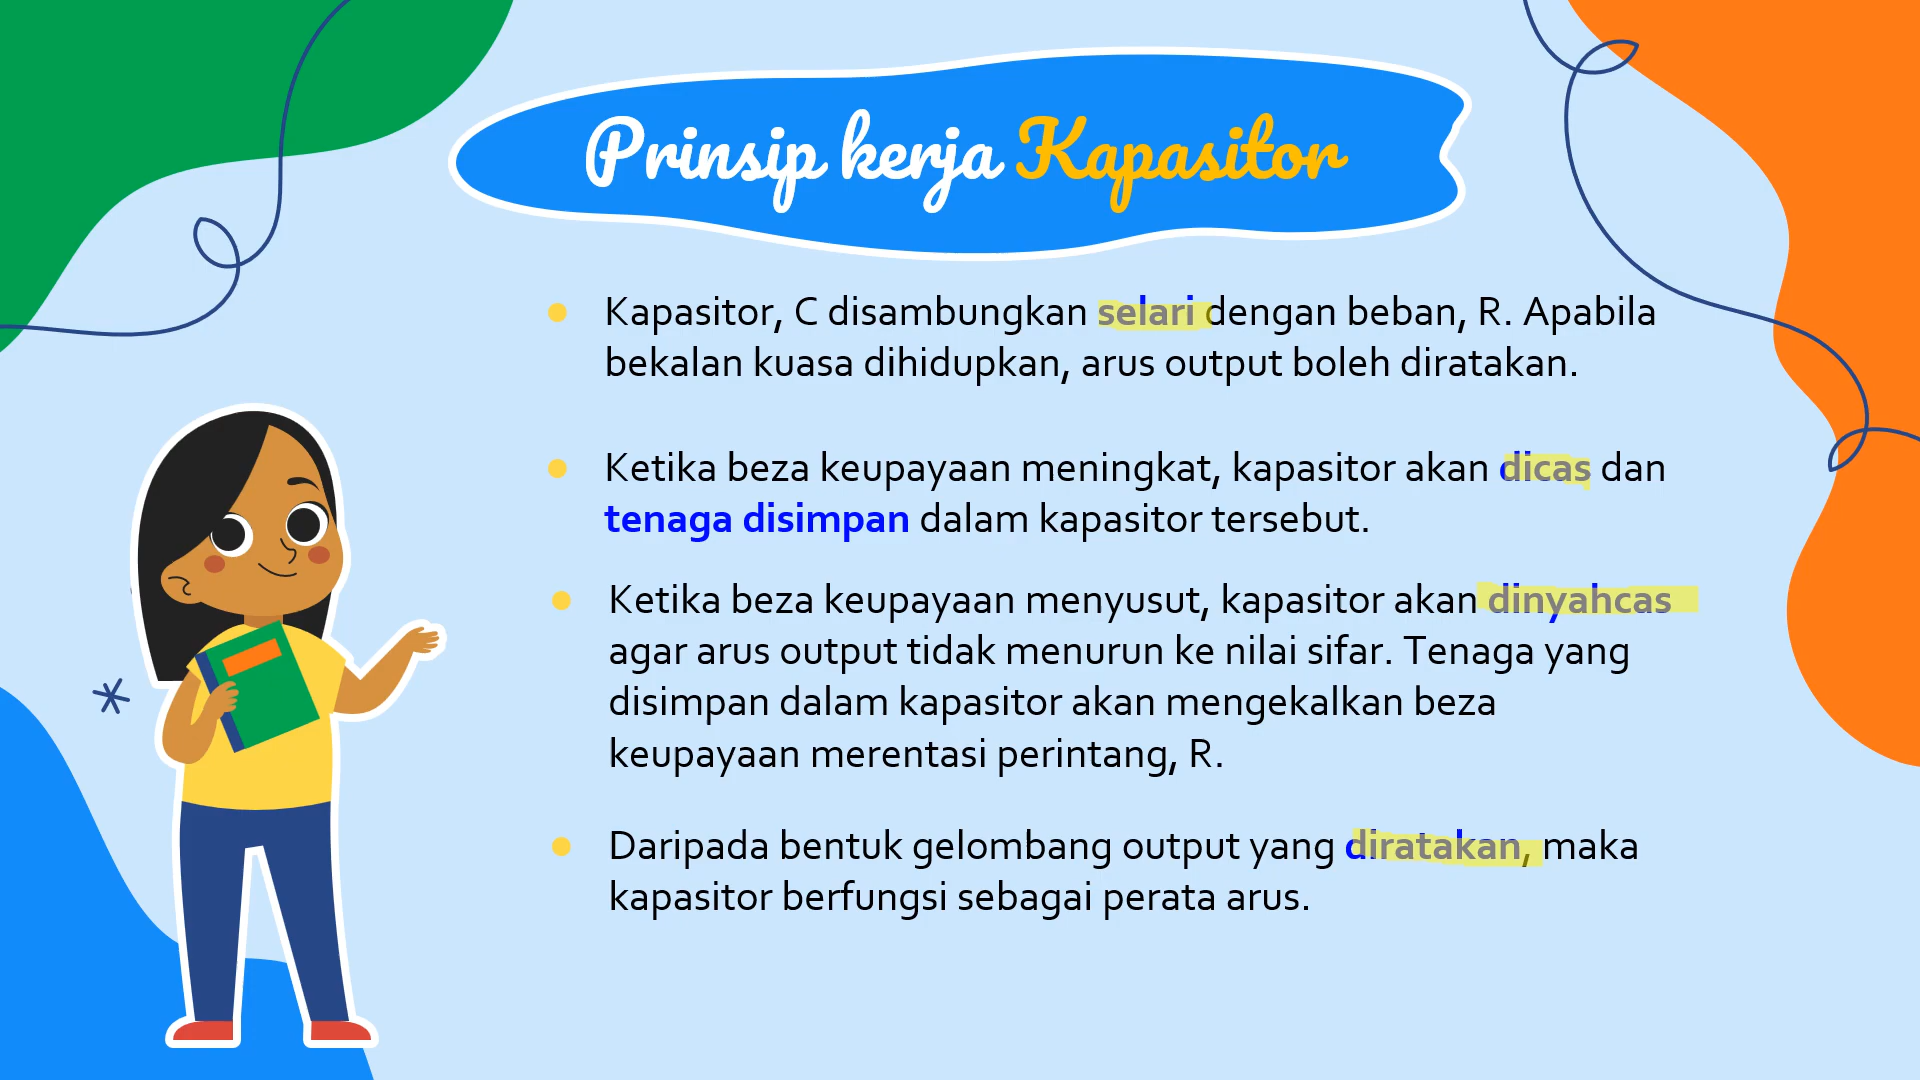 Prinsip kerja Kapasitor
Kapasitor, C disambungkan selari dengan beban, R. Apabila
bekalan kuasa dihidupkan, arus output boleh diratakan.
Ketika beza keupayaan meningkat, kapasitor akan dicas dan
tenaga disimpan dalam kapasitor tersebut.
Ketika beza keupayaan menyusut, kapasitor akan dinyahcas
agar arus output tidak menurun ke nilai sifar. Tenaga yang
disimpan dalam kapasitor akan mengekalkan beza
keupayaan merentasi perintang, R.
Daripada bentuk gelombang output yang diratakan, maka
kapasitor berfungsi sebagai perata arus.